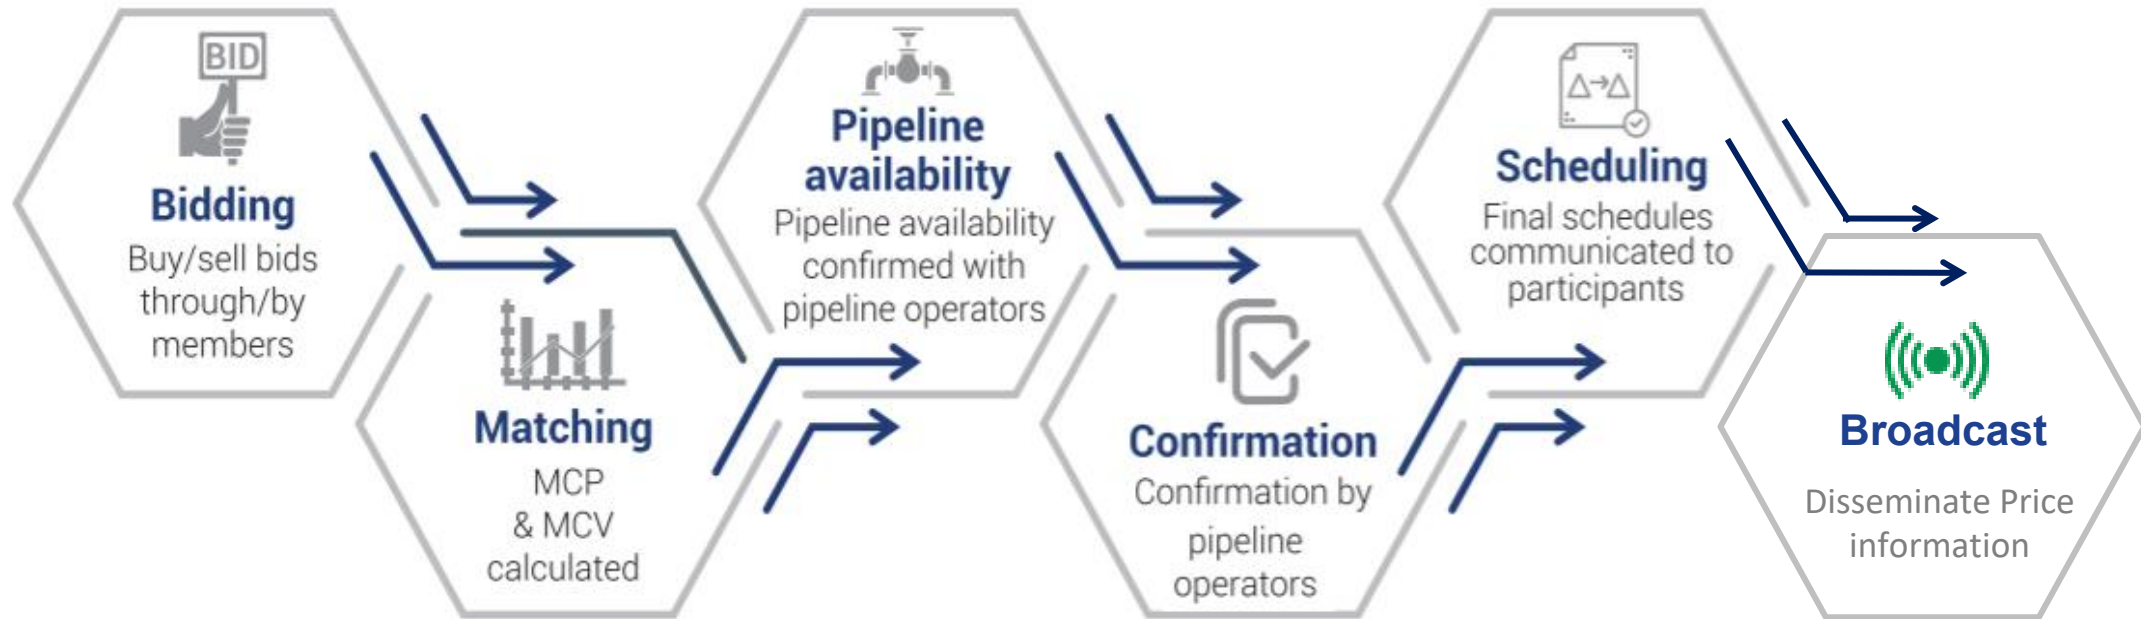 BID
Bidding
Buy/sell bids
through/by
members
Matching
MCP
& MCV
calculated
Pipeline
availability
Pipeline availability
confirmed with
pipeline operators
Confirmation
Confirmation by
pipeline
operators
Scheduling
Final schedules
communicated to
participants
Broadcast
Disseminate Price
information